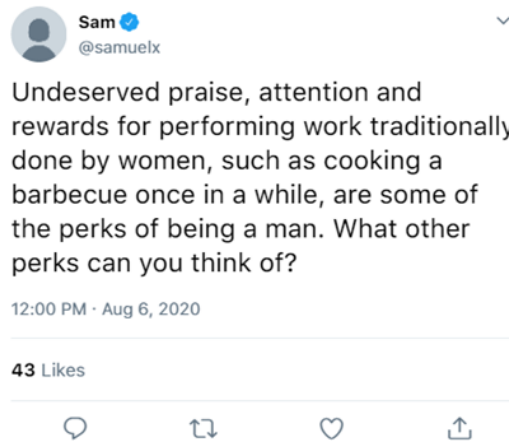 Sam
@samuelx
Undeserved praise, attention and
rewards for performing work traditionally
done by women, such as cooking a
barbecue once in a while, are some of
the perks of being a man. What other
perks can you think of?
12:00 PM · Aug 6, 2020
43 Likes